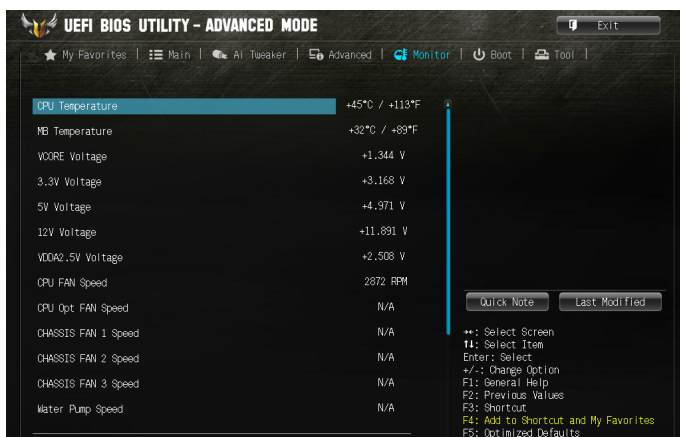 UEFI BIOS UTILITY – ADVANCED MODE
Exit
My Favorites | Main | Ai Tweaker | Advanced | Monitor | Boot | Tool |
CPU Temperature +45°C / +113°F
MB Temperature +32°C / +89°F
VCORE Voltage +1.344 V
3.3V Voltage +3.168 V
5V Voltage +4.971 V
12V Voltage +11.891 V
VDDA2.5V Voltage +2.508 V
CPU FAN Speed 2872 RPM
CPU Opt FAN Speed N/A
CHASSIS FAN 1 Speed N/A
CHASSIS FAN 2 Speed N/A
CHASSIS FAN 3 Speed N/A
Water Pump Speed N/A
Quick Note
Last Modified
→←: Select Screen
↑↓: Select Item
Enter: Select
+/-: Change Option
F1: General Help
F2: Previous Values
F3: Shortcut
F4: Add to Shortcut and My Favorites
F5: Optimized Defaults